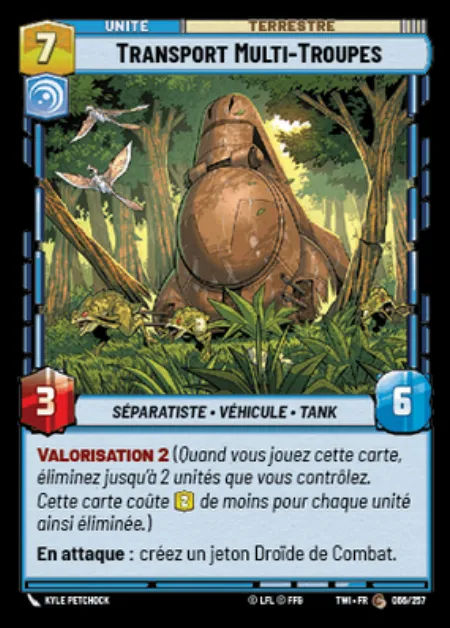 UNITÉ
TERRESTRE
7
TRANSPORT MULTI-TROUPES
3
6
SÉPARATISTE • VÉHICULE • TANK
VALORISATION 2 (Quand vous jouez cette carte,
éliminez jusqu'à 2 unités que vous contrôlez.
Cette carte coûte 2 de moins pour chaque unité
ainsi éliminée.)
En attaque : créez un jeton Droïde de Combat.
KYLE PETCHOCK
© LFL © FFG
TWI • FR
C
066/257